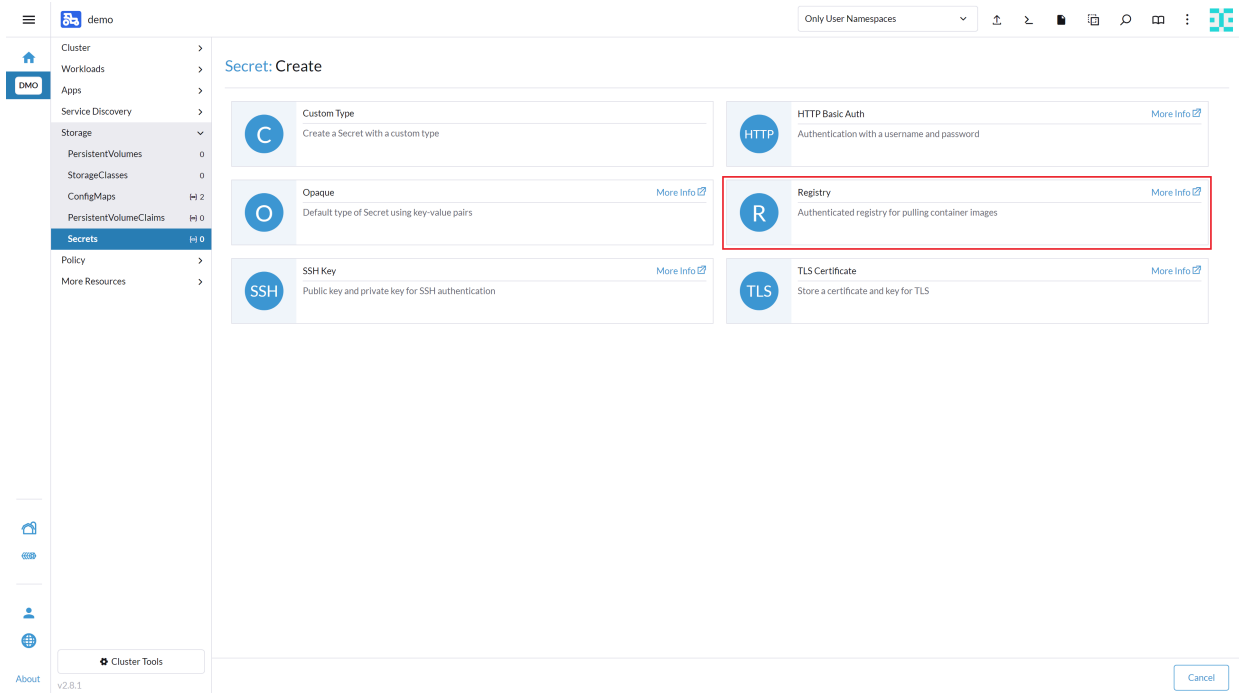 demo
Only User Namespaces
DMO
About
Cluster
Workloads
Apps
Service Discovery
Storage
PersistentVolumes 0
StorageClasses 0
ConfigMaps 2
PersistentVolumeClaims 0
Secrets 0
Policy
More Resources
Cluster Tools
v2.8.1
Secret: Create
C
Custom Type
Create a Secret with a custom type
HTTP
HTTP Basic Auth More Info
Authentication with a username and password
O
Opaque More Info
Default type of Secret using key-value pairs
R
Registry More Info
Authenticated registry for pulling container images
SSH
SSH Key More Info
Public key and private key for SSH authentication
TLS
TLS Certificate More Info
Store a certificate and key for TLS
Cancel